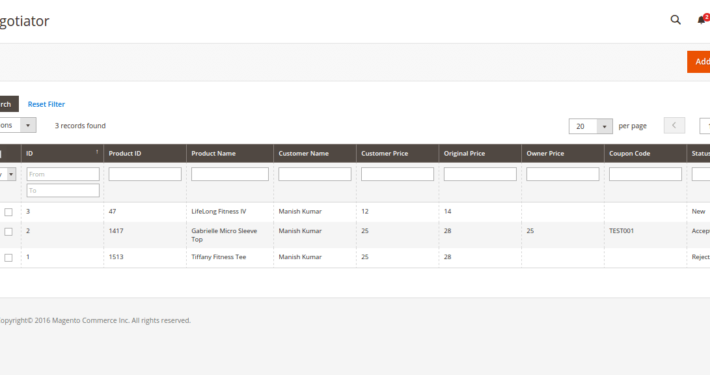 gotiator
2
Add
rch Reset Filter
ons 3 records found 20 per page
ID Product ID Product Name Customer Name Customer Price Original Price Owner Price Coupon Code Status
From
To
3 47 LifeLong Fitness IV Manish Kumar 12 14 New
2 1417 Gabrielle Micro Sleeve Manish Kumar 25 28 25 TEST001 Accep
Top
1 1513 Tiffany Fitness Tee Manish Kumar 25 28 Reject
opyright© 2016 Magento Commerce Inc. All rights reserved.